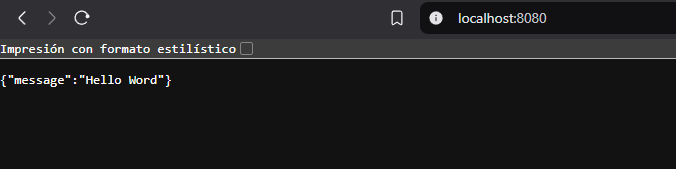 localhost:8080
Impresión con formato estilístico
{"message":"Hello Word"}